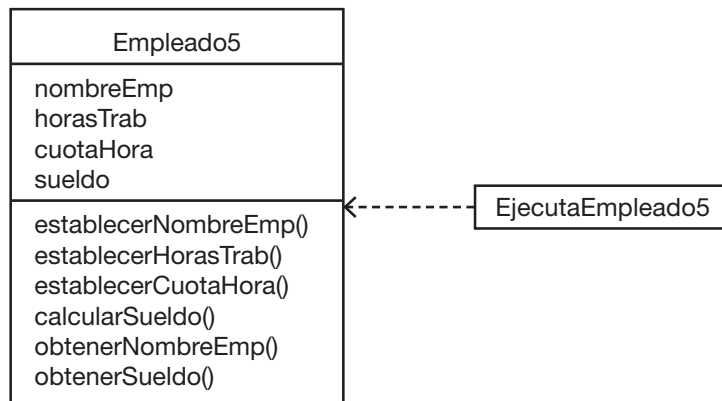 Empleado5
nombreEmp
horasTrab
cuotaHora
sueldo
establecerNombreEmp()
establecerHorasTrab()
establecerCuotaHora()
calcularSueldo()
obtenerNombreEmp()
obtenerSueldo()
EjecutaEmpleado5